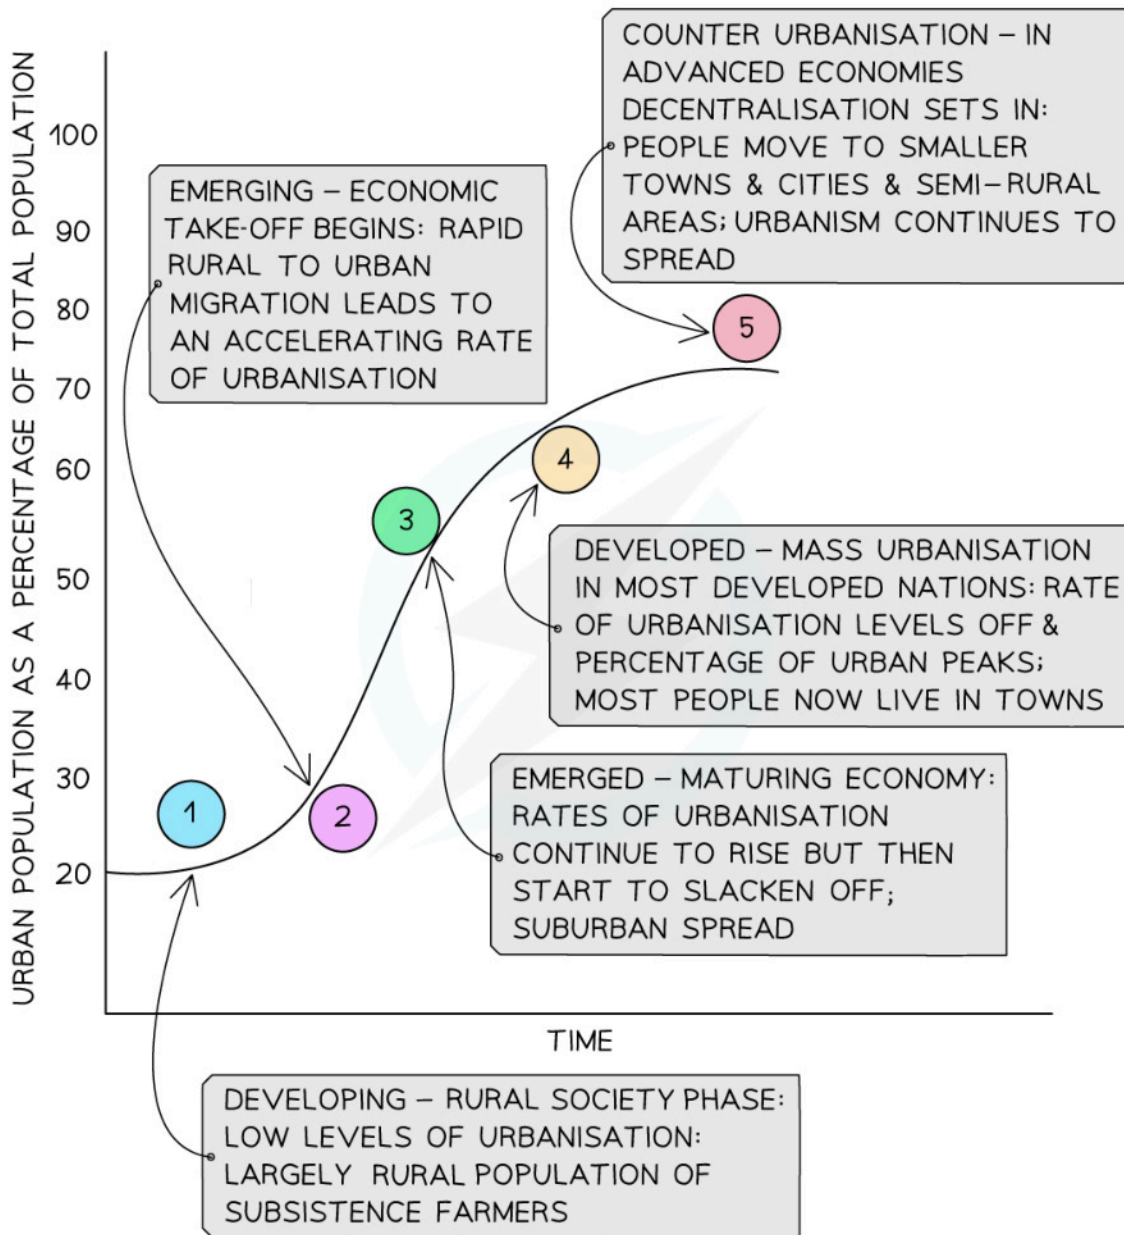 URBAN POPULATION AS A PERCENTAGE OF TOTAL POPULATION
100
90
80
70
60
50
40
30
20
COUNTER URBANISATION – IN
ADVANCED ECONOMIES
DECENTRALISATION SETS IN:
PEOPLE MOVE TO SMALLER
TOWNS & CITIES & SEMI–RURAL
AREAS; URBANISM CONTINUES TO
SPREAD
EMERGING – ECONOMIC
TAKE-OFF BEGINS: RAPID
RURAL TO URBAN
MIGRATION LEADS TO
AN ACCELERATING RATE
OF URBANISATION
5
4
3
DEVELOPED – MASS URBANISATION
IN MOST DEVELOPED NATIONS: RATE
OF URBANISATION LEVELS OFF &
PERCENTAGE OF URBAN PEAKS;
MOST PEOPLE NOW LIVE IN TOWNS
1
2
EMERGED – MATURING ECONOMY:
RATES OF URBANISATION
CONTINUE TO RISE BUT THEN
START TO SLACKEN OFF;
SUBURBAN SPREAD
TIME
DEVELOPING – RURAL SOCIETY PHASE:
LOW LEVELS OF URBANISATION:
LARGELY RURAL POPULATION OF
SUBSISTENCE FARMERS